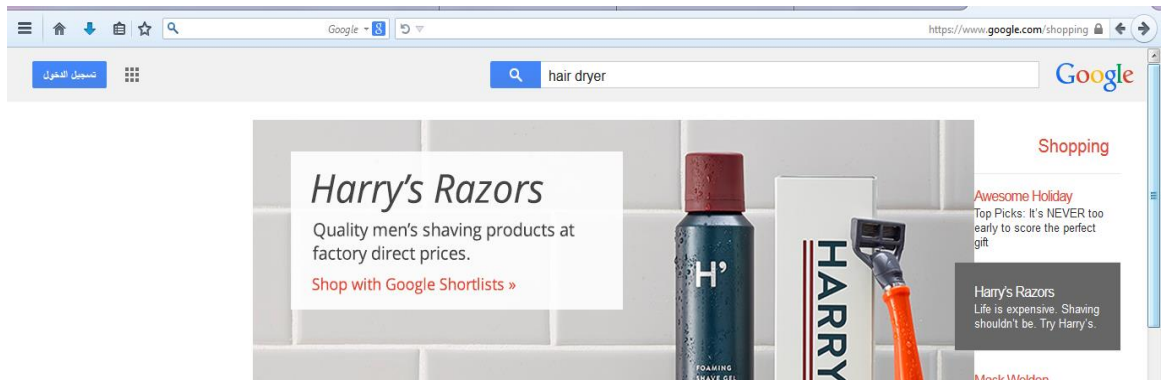 Google
https://www.google.com/shopping
تسجيل الدخول
hair dryer
Google
Shopping
Harry's Razors
Quality men's shaving products at
factory direct prices.
Shop with Google Shortlists »
H'
FOAMING
SHAVE GEL
HARRY
Awesome Holiday
Top Picks: It's NEVER too
early to score the perfect
gift
Harry's Razors
Life is expensive. Shaving
shouldn't be. Try Harry's.